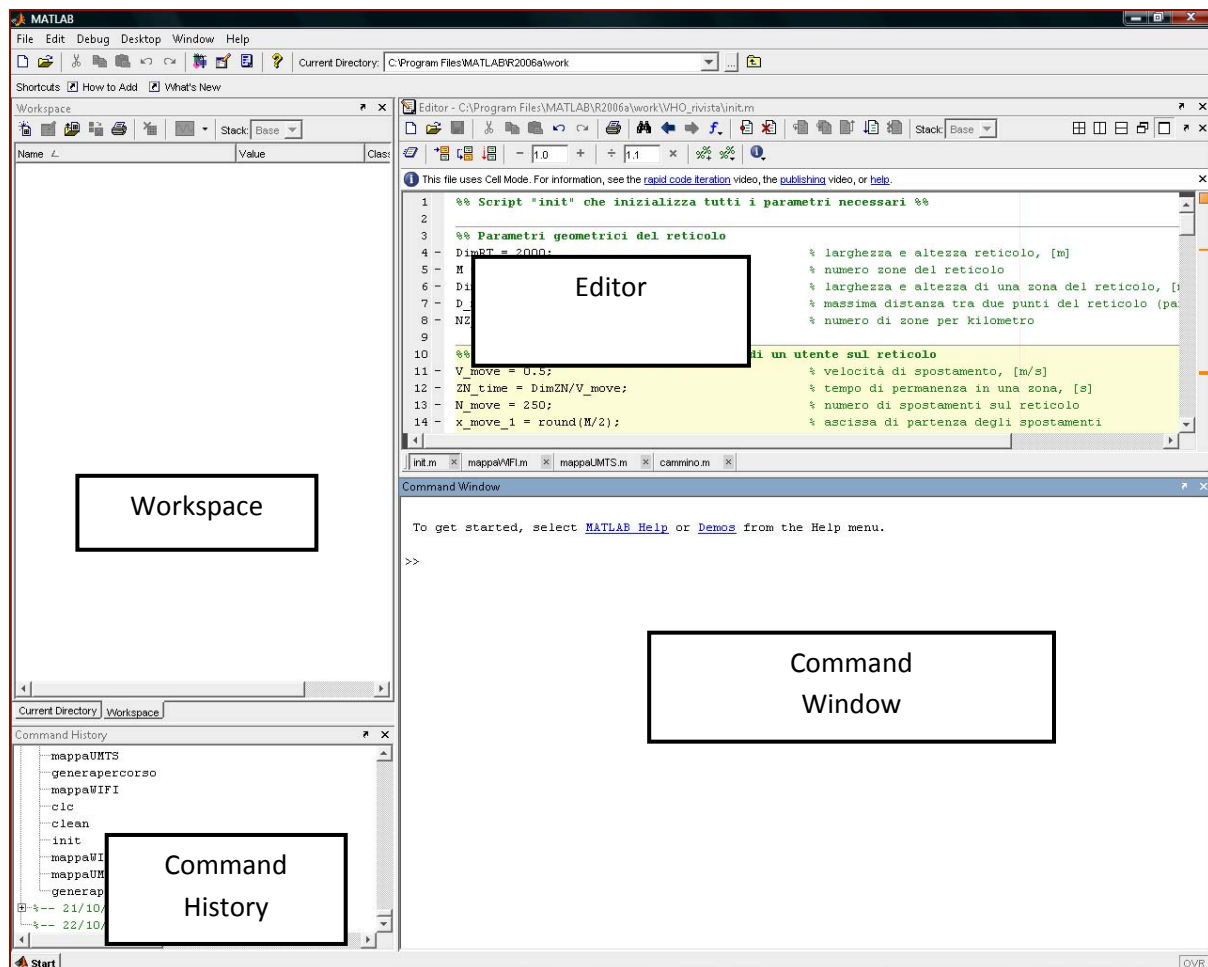 MATLAB
File Edit Debug Desktop Window Help
Current Directory: C:\Program Files\MATLAB\R2006a\work
Shortcuts How to Add What's New
Workspace
Stack: Base
Name Value Class
Workspace
Current Directory Workspace
Command History
mappaUMTS
generapercorso
mappaWIFI
clc
clean
init
mappaWI
mappaUM
generap
%-- 21/10/
%-- 22/10/
Command
History
Editor - C:\Program Files\MATLAB\R2006a\work\VHO_rivista\init.m
Stack: Base
- 1.0 + ÷ 1.1 ×
This file uses Cell Mode. For information, see the rapid code iteration video, the publishing video, or help.
1 %% Script "init" che inizializza tutti i parametri necessari %%
2
3 %% Parametri geometrici del reticolo
4 - DimRT = 2000; % larghezza e altezza reticolo, [m]
5 - M % numero zone del reticolo
6 - Di % larghezza e altezza di una zona del reticolo, [
7 - D_ % massima distanza tra due punti del reticolo (pa
8 - NZ % numero di zone per kilometro
9
10 %% di un utente sul reticolo
11 - V_move = 0.5; % velocità di spostamento, [m/s]
12 - ZN_time = DimZN/V_move; % tempo di permanenza in una zona, [s]
13 - N_move = 250; % numero di spostamenti sul reticolo
14 - x_move_1 = round(M/2); % ascissa di partenza degli spostamenti
Editor
init.m mappaWIFI.m mappaUMTS.m cammino.m
Command Window
To get started, select MATLAB Help or Demos from the Help menu.
>>
Command
Window
Start
OVR